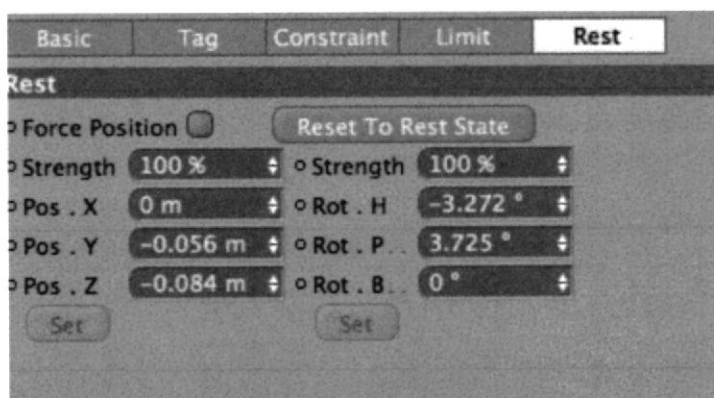 Basic Tag Constraint Limit Rest
Rest
Force Position Reset To Rest State
Strength 100 % Strength 100 %
Pos . X 0 m Rot . H -3.272 °
Pos . Y -0.056 m Rot . P . . 3.725 °
Pos . Z -0.084 m Rot . B . . 0 °
Set Set